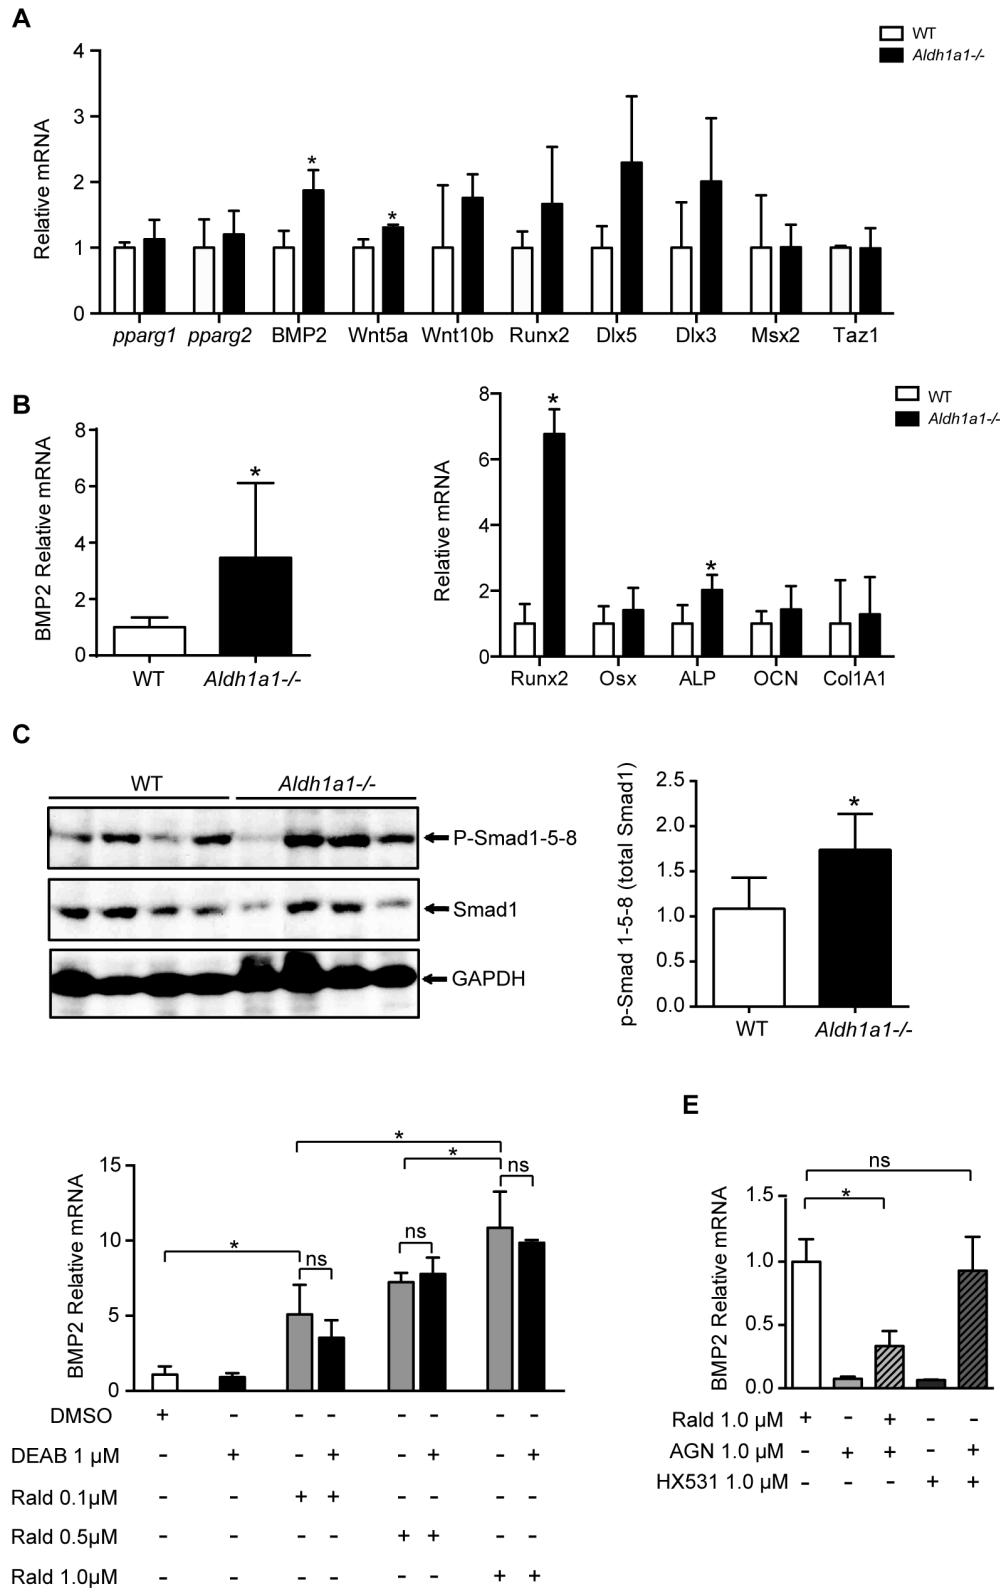 A
WT
Aldh1a1-/-
Relative mRNA
4
3
2
1
0
* *
pparg1 pparg2 BMP2 Wnt5a Wnt10b Runx2 Dlx5 Dlx3 Msx2 Taz1
B
BMP2 Relative mRNA
8
6
4
2
0
*
WT Aldh1a1-/-
WT
Aldh1a1-/-
Relative mRNA
8
6
4
2
0
* *
Runx2 Osx ALP OCN Col1A1
C
WT Aldh1a1-/-
P-Smad1-5-8
Smad1
GAPDH
p-Smad 1-5-8 (total Smad1)
2.5
2.0
1.5
1.0
0.5
0.0
*
WT Aldh1a1-/-
BMP2 Relative mRNA
15
10
5
0
*
* ns
* ns ns
DMSO + - - - - - - -
DEAB 1 µM - + - + - + - +
Rald 0.1µM - - + + - - - -
Rald 0.5µM - - - - + + - -
Rald 1.0µM - - - - - - + +
E
BMP2 Relative mRNA
1.5
1.0
0.5
0.0
ns
*
Rald 1.0 µM + - + - -
AGN 1.0 µM - + + - +
HX531 1.0 µM - - - + +